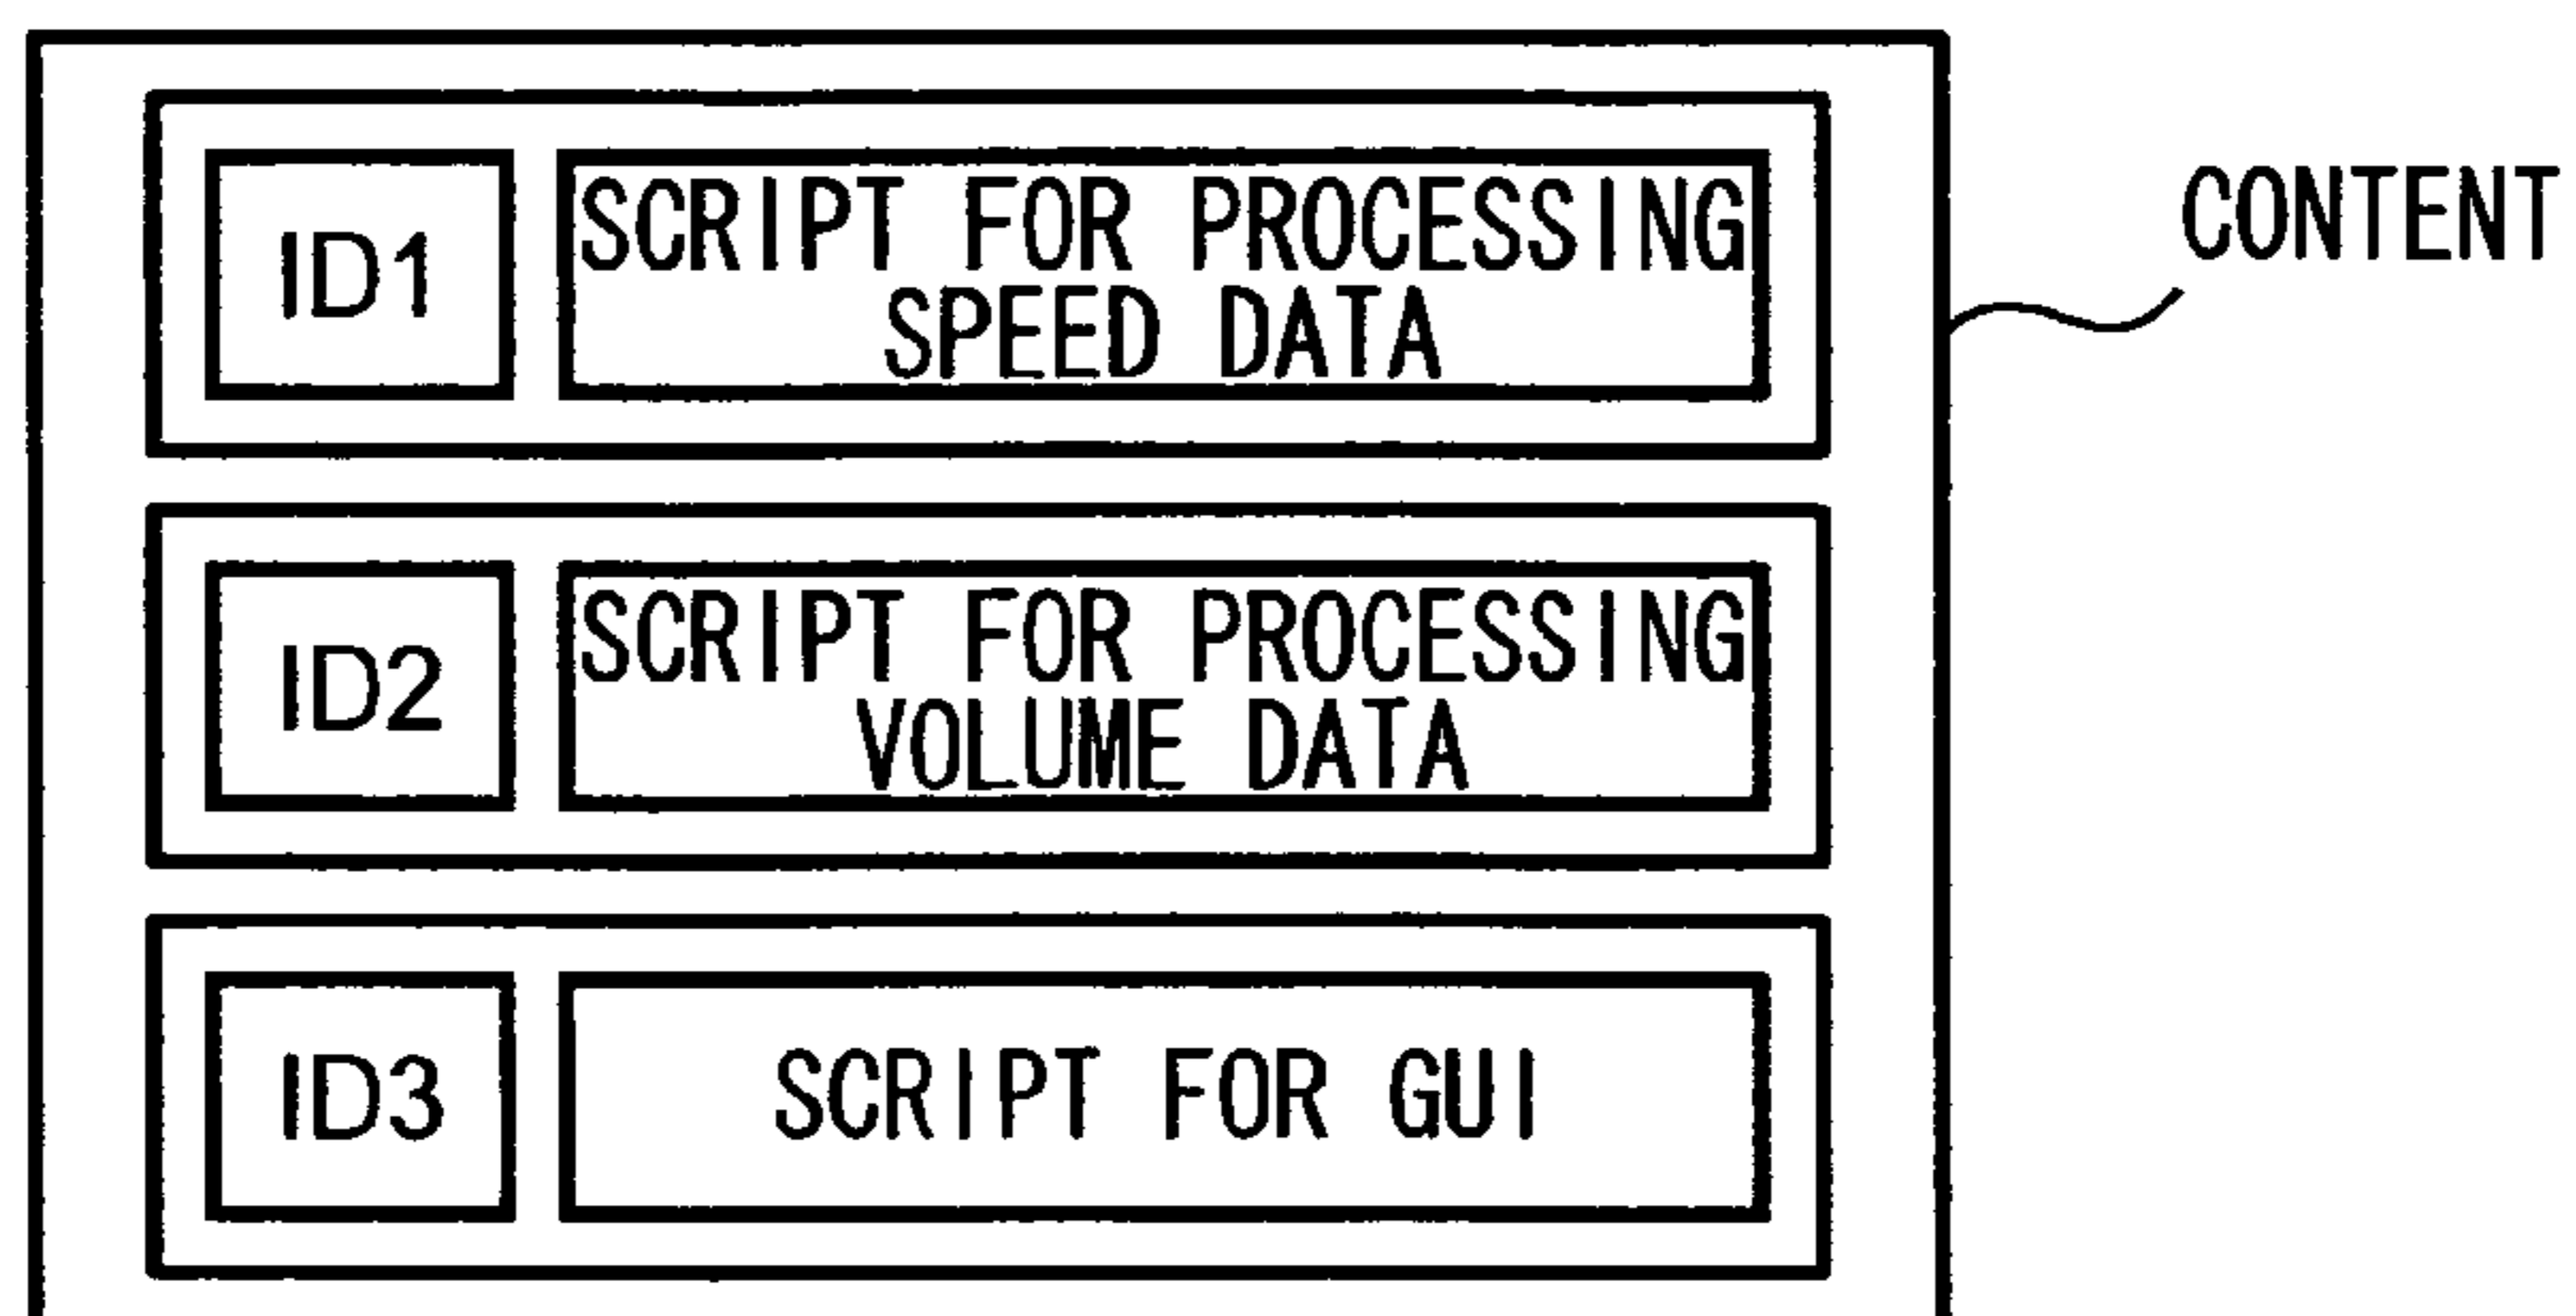 ID1
SCRIPT FOR PROCESSING
SPEED DATA
CONTENT
ID2
SCRIPT FOR PROCESSING
VOLUME DATA
ID3
SCRIPT FOR GUI